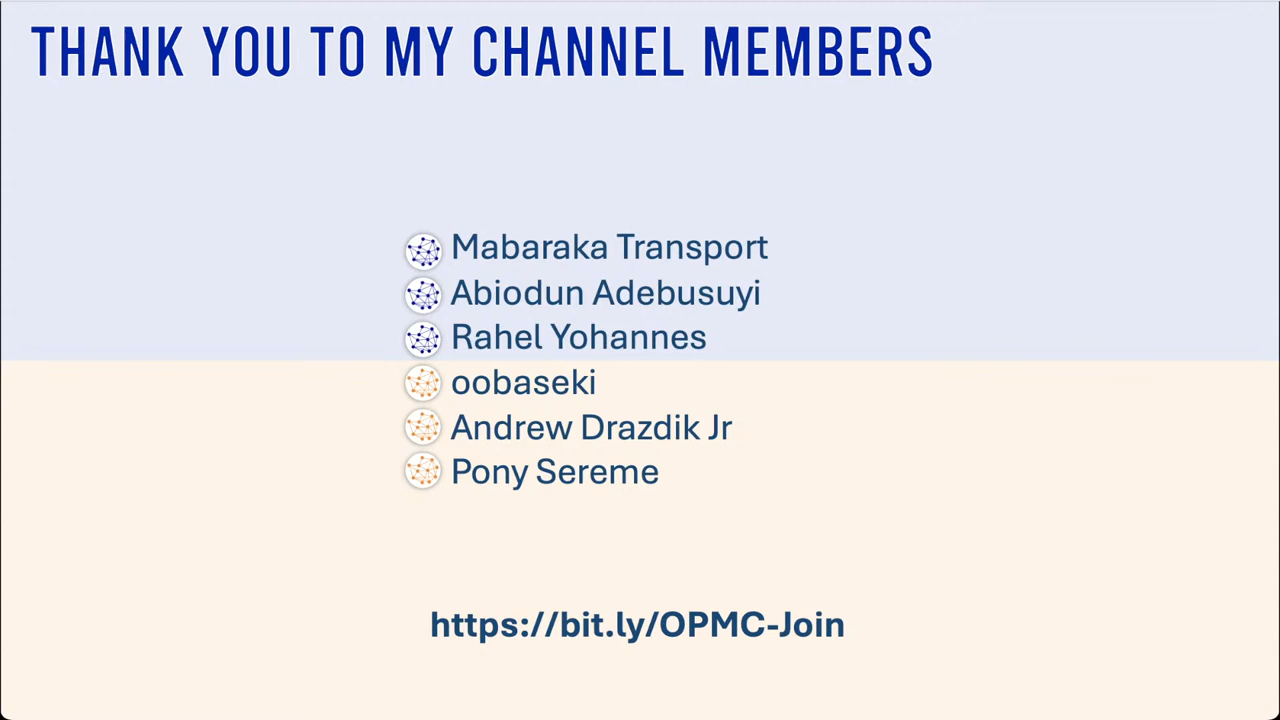 THANK YOU TO MY CHANNEL MEMBERS
Mabaraka Transport
Abiodun Adebusuyi
Rahel Yohannes
oobaseki
Andrew Drazdik Jr
Pony Sereme
https://bit.ly/OPMC-Join